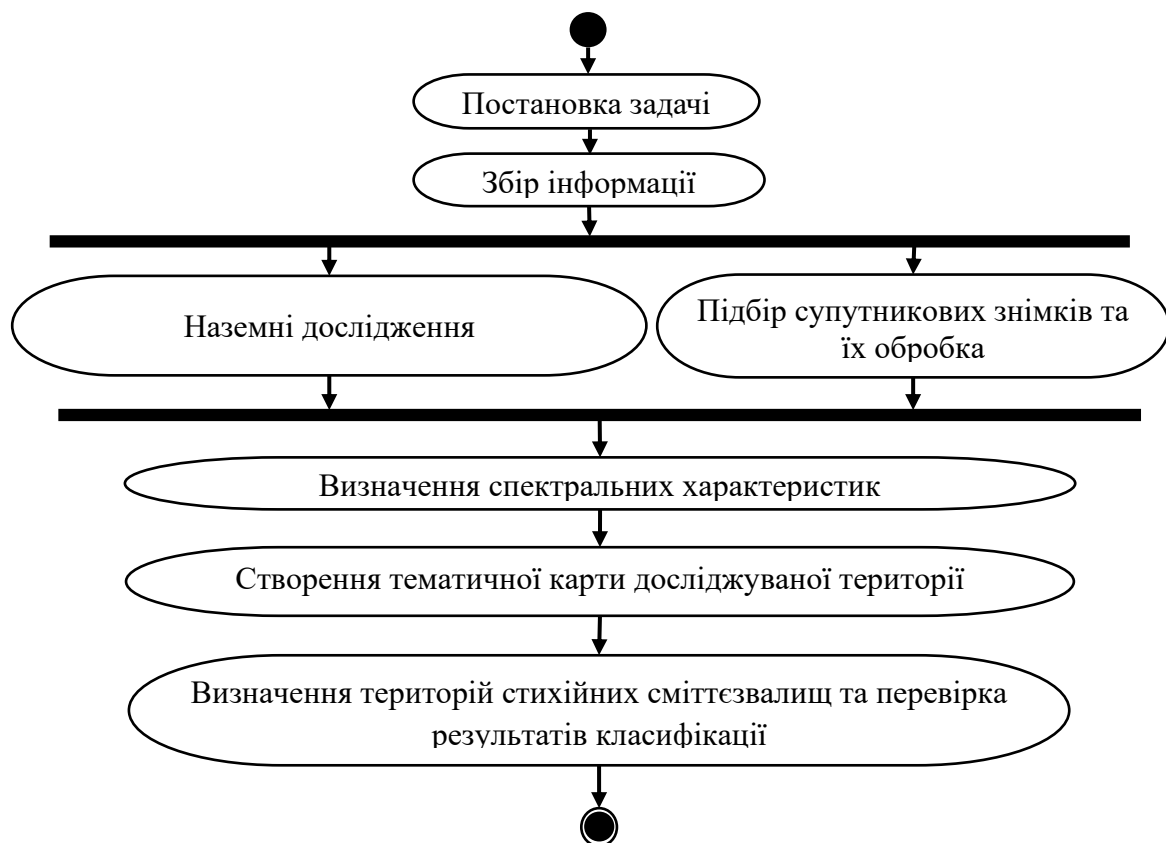 Постановка задачі
Збір інформації
Наземні дослідження
Підбір супутникових знімків та
їх обробка
Визначення спектральних характеристик
Створення тематичної карти досліджуваної території
Визначення територій стихійних сміттєзвалищ та перевірка
результатів класифікації